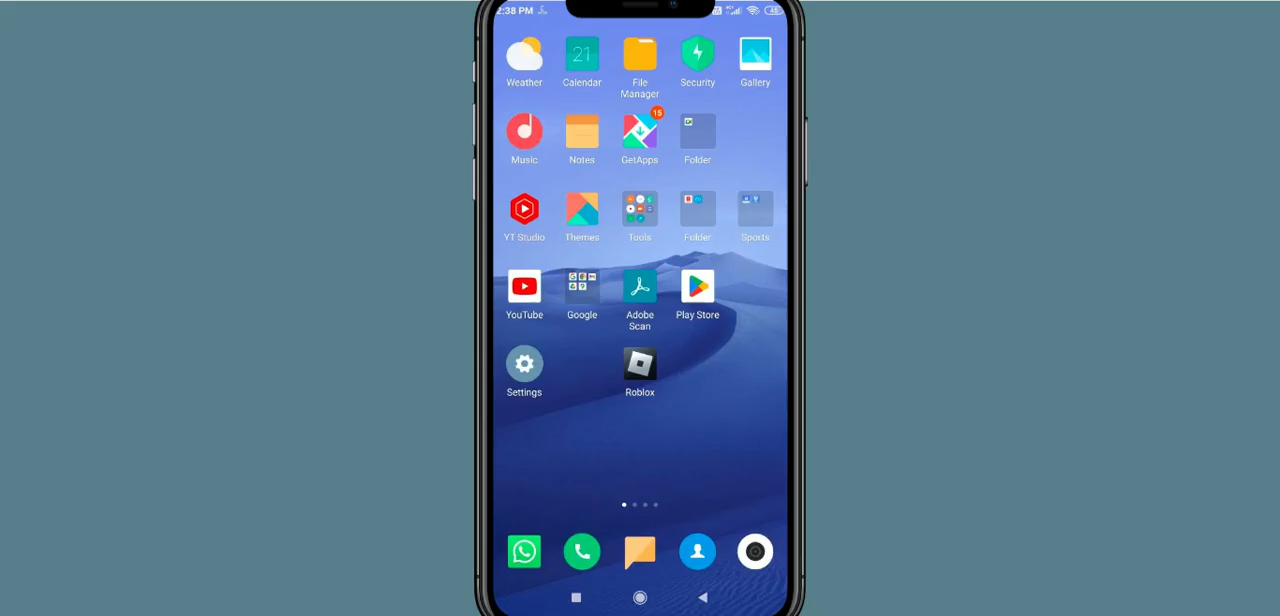 2:38 PM
45
Weather
Calendar
File Manager
Security
Gallery
21
15
Music
Notes
GetApps
Folder
YT Studio
Themes
Tools
Folder
Sports
YouTube
Google
Adobe Scan
Play Store
Settings
Roblox